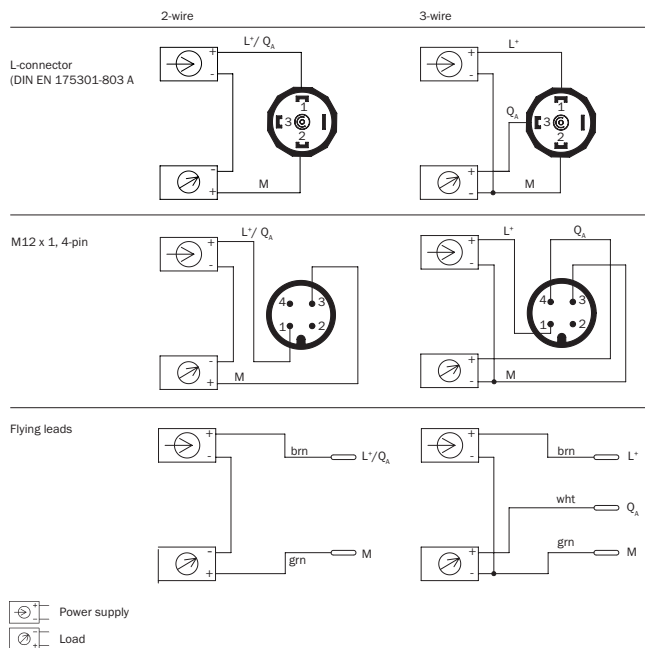 2-wire 3-wire
L-connector
(DIN EN 175301-803 A
+
-
L⁺/ Q_A
1
3
2
-
+
M
+
-
L⁺
Q_A
1
3
2
+
-
M
M12 x 1, 4-pin
+
-
L⁺/ Q_A
4 3
1 2
-
+
M
+
-
L⁺
Q_A
4 3
1 2
+
-
M
Flying leads
+
-
brn L⁺/Q_A
-
+
grn M
+
-
brn L⁺
wht Q_A
+
-
grn M
+
-
Power supply
-
+
Load